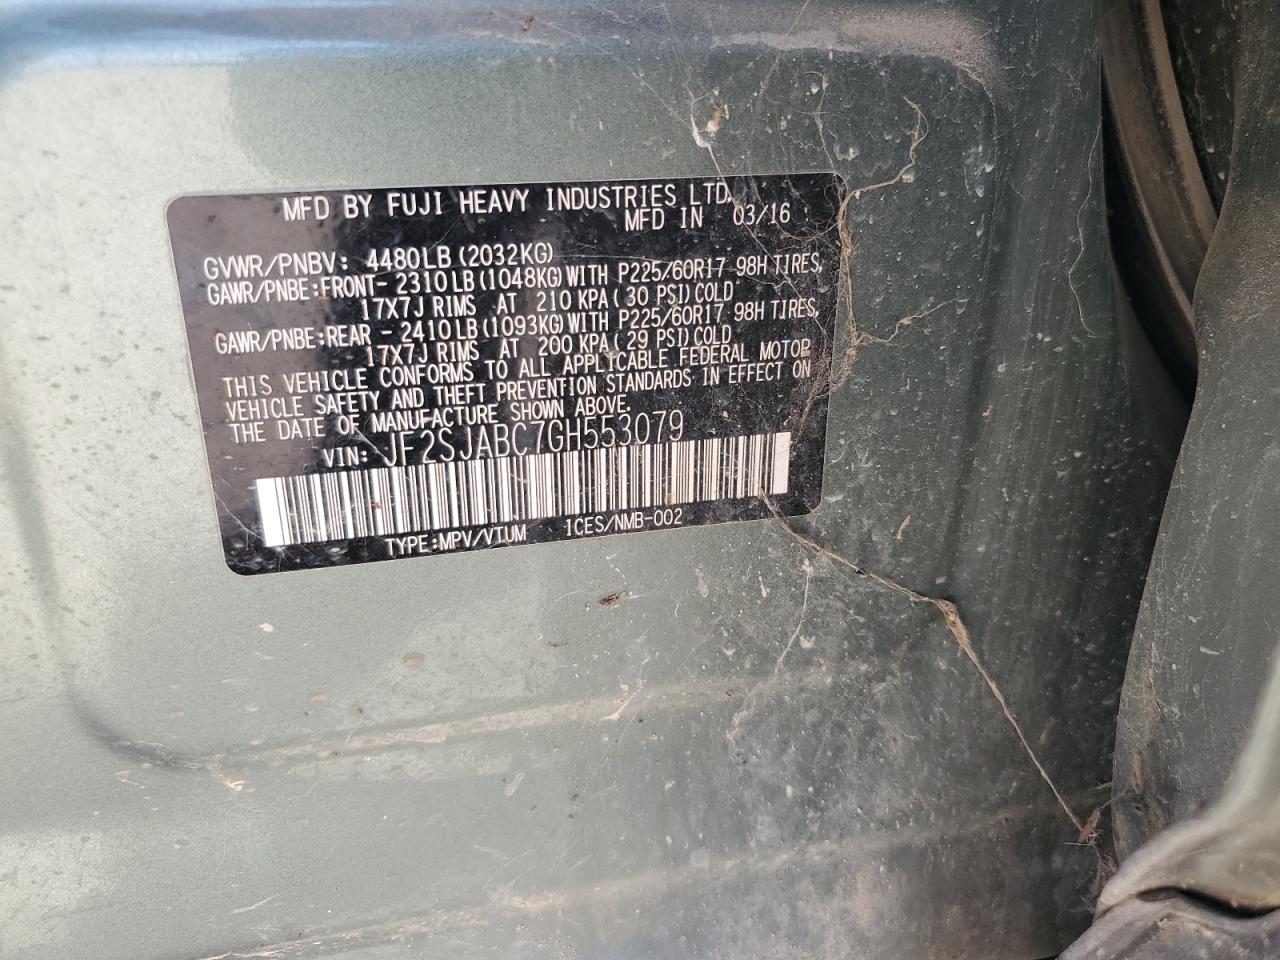 MFD BY FUJI HEAVY INDUSTRIES LTD.
MFD IN 03/16
GVWR/PNBV: 4480LB (2032KG)
GAWR/PNBE:FRONT- 2310LB (1048KG) WITH P225/60R17 98H TIRES,
17X7J RIMS AT 210 KPA ( 30 PSI) COLD
GAWR/PNBE:REAR - 2410LB (1093KG) WITH P225/60R17 98H TIRES,
17X7J RIMS AT 200 KPA ( 29 PSI) COLD
THIS VEHICLE CONFORMS TO ALL APPLICABLE FEDERAL MOTOR
VEHICLE SAFETY AND THEFT PREVENTION STANDARDS IN EFFECT ON
THE DATE OF MANUFACTURE SHOWN ABOVE.
VIN: JF2SJABC7GH553079
TYPE:MPV/VTUM ICES/NMB-002